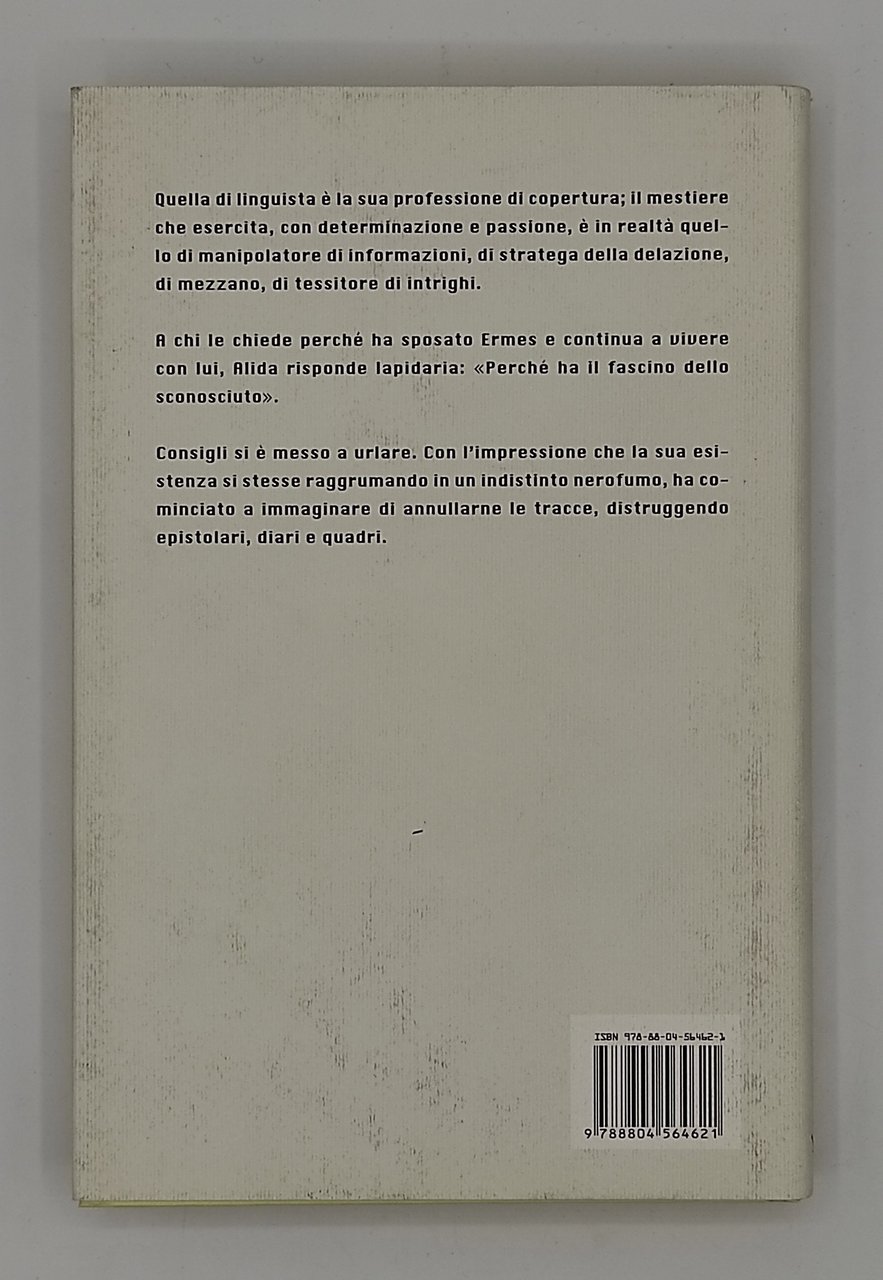 Quella di linguista è la sua professione di copertura; il mestiere
che esercita, con determinazione e passione, è in realtà quel-
lo di manipolatore di informazioni, di stratega della delazione,
di mezzano, di tessitore di intrighi.
A chi le chiede perché ha sposato Ermes e continua a vivere
con lui, Alida risponde lapidaria: «Perché ha il fascino dello
sconosciuto».
Consigli si è messo a urlare. Con l'impressione che la sua esi-
stenza si stesse raggrumando in un indistinto nerofumo, ha co-
minciato a immaginare di annullarne le tracce, distruggendo
epistolari, diari e quadri.
ISBN 978-88-04-56462-1
9 788804 564621